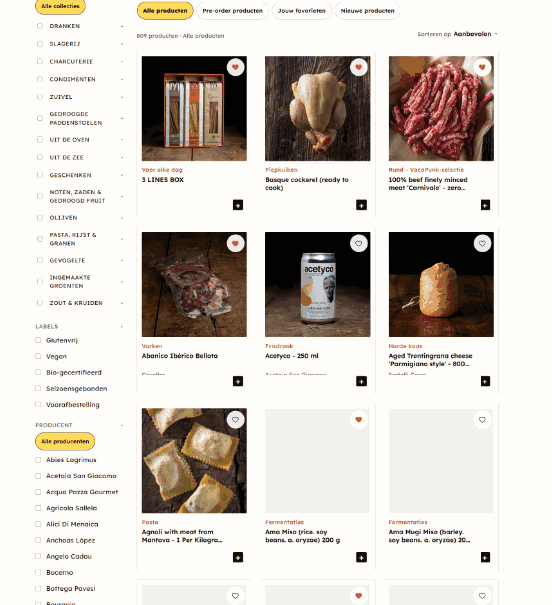 Alle collecties
DRANKEN
SLAGERIJ
CHARCUTERIE
CONDIMENTEN
ZUIVEL
GEDROOGDE
PADDENSTOELEN
UIT DE OVEN
UIT DE ZEE
GESCHENKEN
NOTEN, ZADEN &
GEDROOGD FRUIT
OLIJVEN
PASTA, RIJST &
GRANEN
GEVOGELTE
INGEMAAKTE
GROENTEN
ZOUT & KRUIDEN
LABELS
Glutenvrij
Vegan
Bio-gecertifieerd
Seizoensgebonden
Voorafbestelling
PRODUCENT
Alle producenten
Abies Lagrimus
Acetaia San Giacomo
Acqua Pazza Gourmet
Agricola Sallela
Alici Di Menaica
Anchoas López
Angelo Cadau
Bocerno
Bottega Pavesi
Alle producten
Pre-order producten
Jouw favorieten
Nieuwe producten
809 producten · Alle producten
Sorteren op Aanbevolen
Voor elke dag
3 LINES BOX
Piepkuiken
Basque cockerel (ready to
cook)
Rund - VacaPunk-selectie
100% beef finely minced
meat 'Carnivale' - zero...
Varken
Abanico Ibérico Bellota
acetyco
Frisdrank
Acetyco - 250 ml
Harde kaas
Aged Trentingrana cheese
'Parmigiano style' - 800...
Pasta
Agnoli with meat from
Mantova - 1 Per Kilogra...
Fermentaties
Ama Miso (rice. soy
beans. a. oryzae) 200 g
Fermentaties
Ama Mugi Miso (barley.
soy beans. a. oryzae) 20...